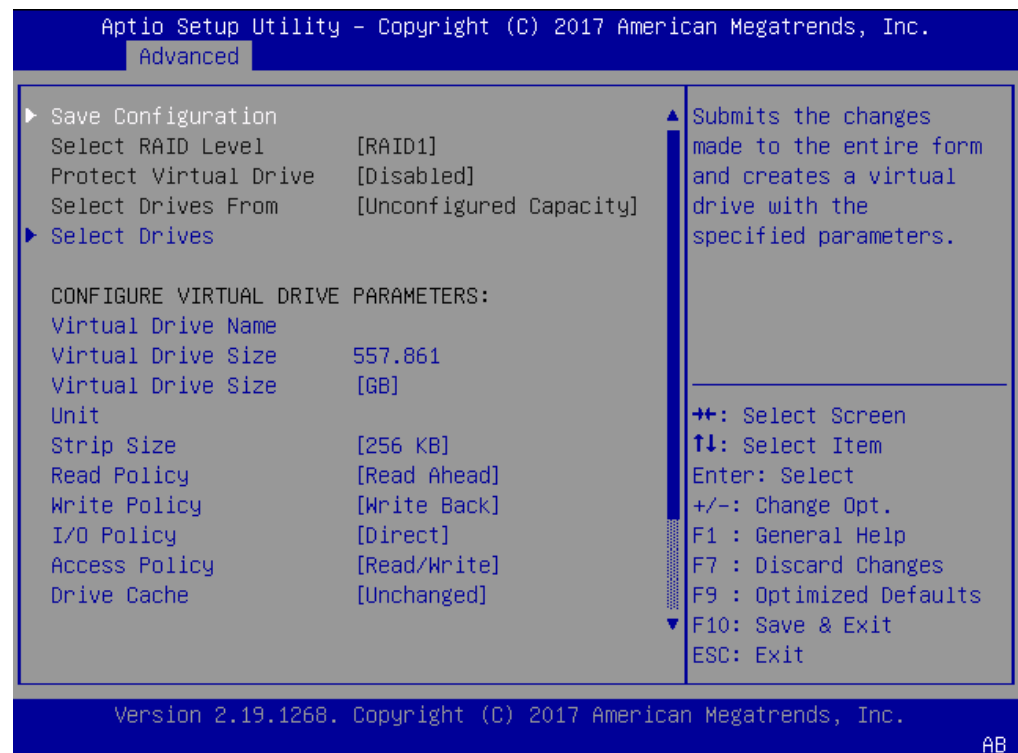 Aptio Setup Utility – Copyright (C) 2017 American Megatrends, Inc.
Advanced
Save Configuration
Select RAID Level [RAID1]
Protect Virtual Drive [Disabled]
Select Drives From [Unconfigured Capacity]
Select Drives
CONFIGURE VIRTUAL DRIVE PARAMETERS:
Virtual Drive Name
Virtual Drive Size 557.861
Virtual Drive Size [GB]
Unit
Strip Size [256 KB]
Read Policy [Read Ahead]
Write Policy [Write Back]
I/O Policy [Direct]
Access Policy [Read/Write]
Drive Cache [Unchanged]
Submits the changes
made to the entire form
and creates a virtual
drive with the
specified parameters.
→←: Select Screen
↑↓: Select Item
Enter: Select
+/-: Change Opt.
F1 : General Help
F7 : Discard Changes
F9 : Optimized Defaults
F10: Save & Exit
ESC: Exit
Version 2.19.1268. Copyright (C) 2017 American Megatrends, Inc.
AB